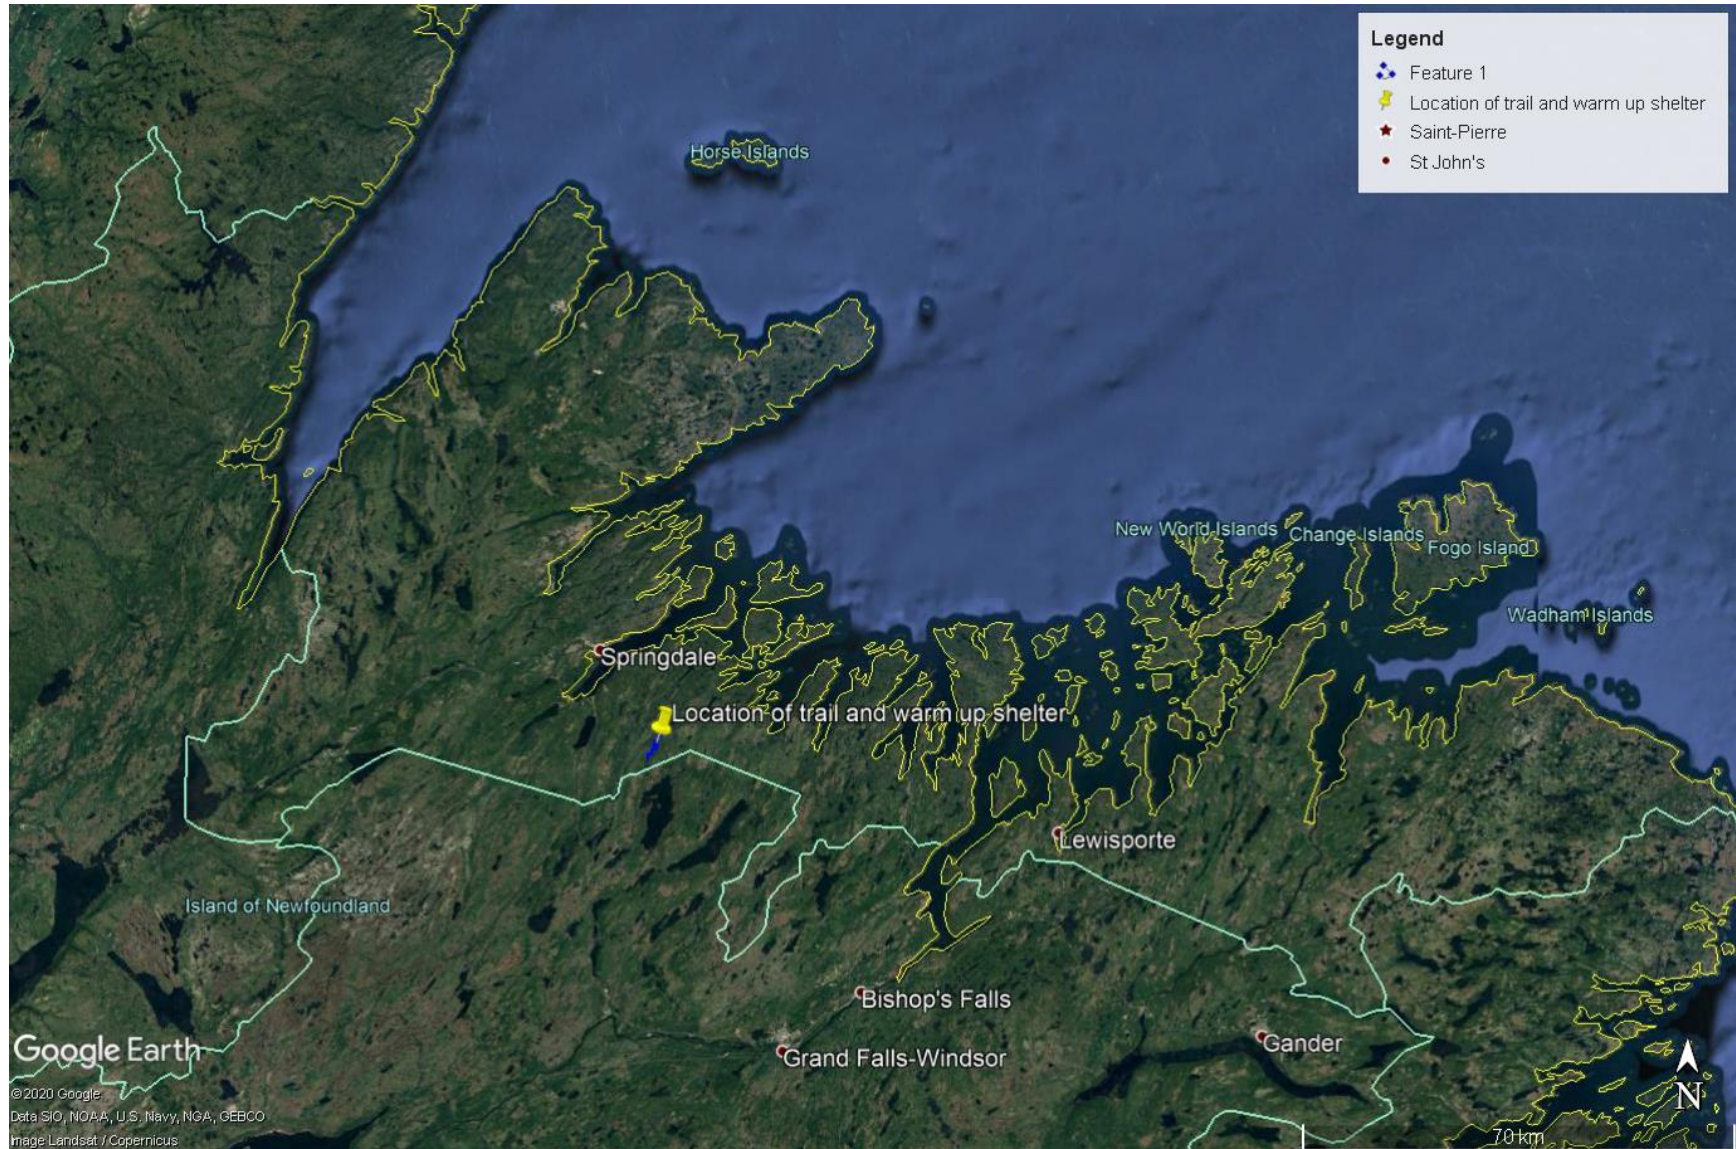 Legend
Feature 1
Location of trail and warm up shelter
Saint-Pierre
St John's
Horse Islands
New World Islands
Change Islands
Fogo Island
Wadham Islands
Springdale
Location of trail and warm up shelter
Lewisporte
Island of Newfoundland
Bishop's Falls
Grand Falls-Windsor
Gander
Google Earth
©2020 Google
Data SIO, NOAA, U.S. Navy, NGA, GEBCO
Image Landsat / Copernicus
N
70 km